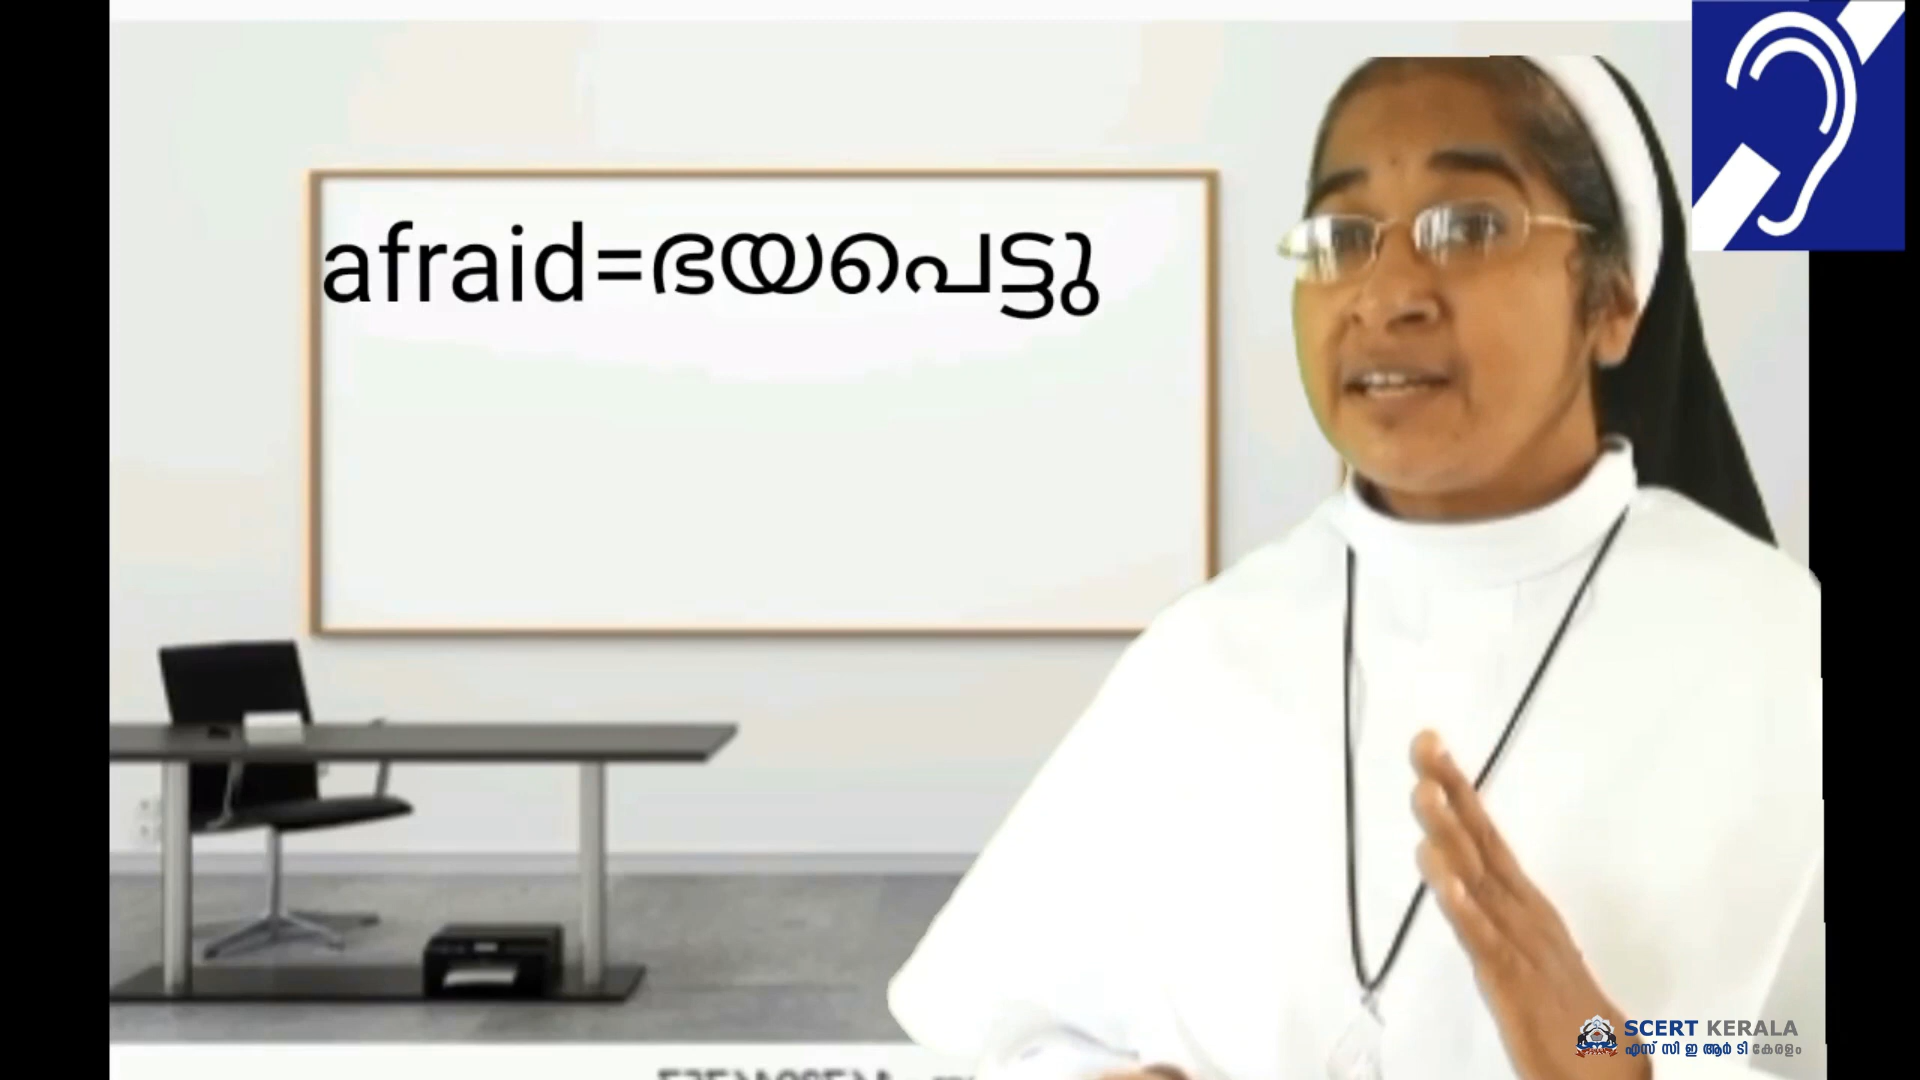 afraid=ഭയപെട്ടു
SCERT KERALA
എസ് സി ഇ ആർ ടി കേരളം